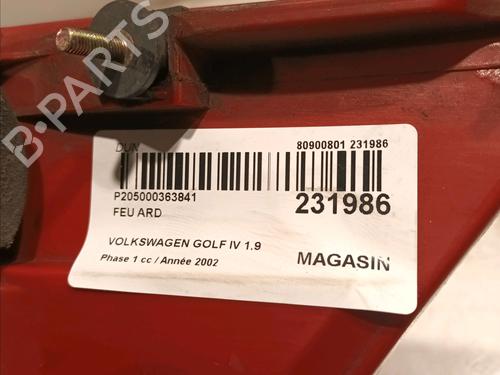 B-PARTS
DUN
80900801 231986
P205000363841
FEU ARD
231986
VOLKSWAGEN GOLF IV 1.9
Phase 1 cc / Année 2002
MAGASIN